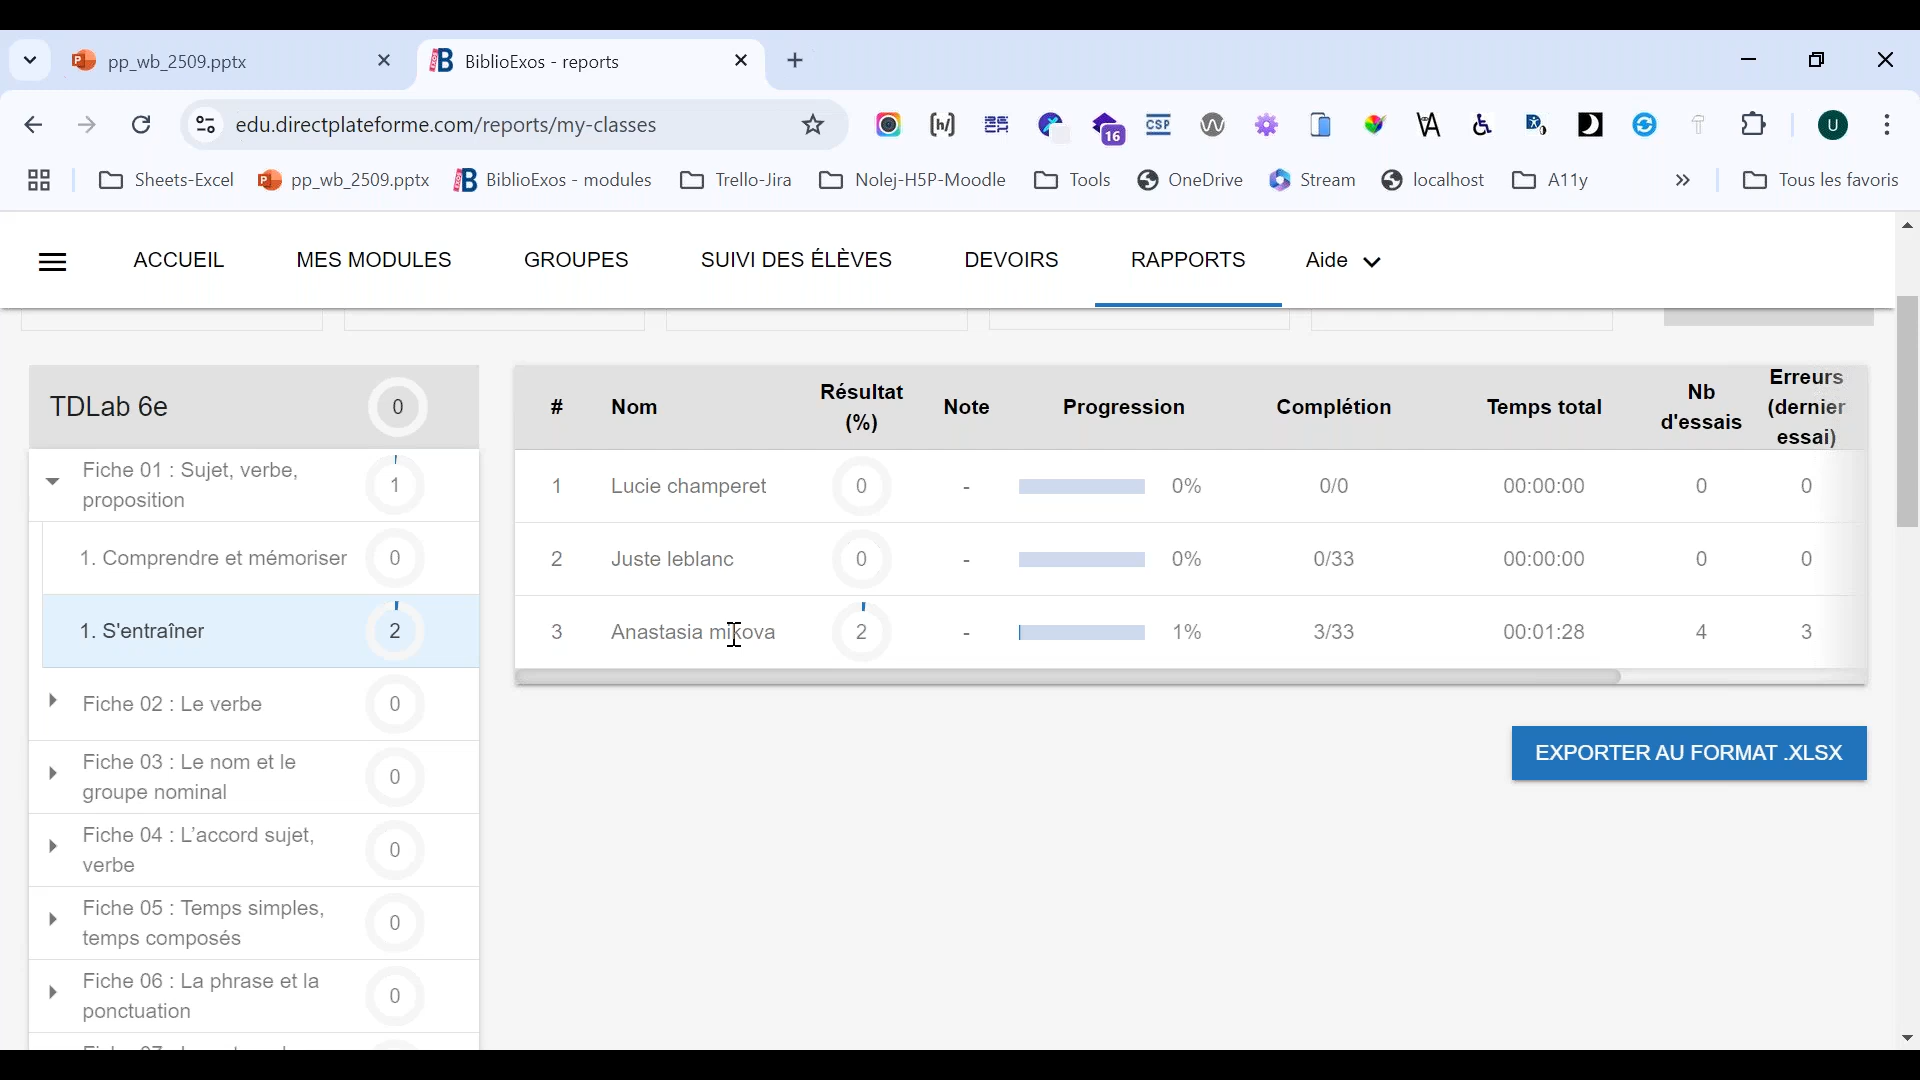 pp_wb_2509.pptx
BiblioExos - reports
edu.directplateforme.com/reports/my-classes
16
CSP
U
Sheets-Excel
pp_wb_2509.pptx
BiblioExos - modules
Trello-Jira
Nolej-H5P-Moodle
Tools
OneDrive
Stream
localhost
A11y
Tous les favoris
ACCUEIL
MES MODULES
GROUPES
SUIVI DES ÉLÈVES
DEVOIRS
RAPPORTS
Aide
TDLab 6e 0
Fiche 01 : Sujet, verbe,
proposition
1
1. Comprendre et mémoriser 0
1. S'entraîner 2
Fiche 02 : Le verbe 0
Fiche 03 : Le nom et le
groupe nominal
0
Fiche 04 : L'accord sujet,
verbe
0
Fiche 05 : Temps simples,
temps composés
0
Fiche 06 : La phrase et la
ponctuation
0
# Nom Résultat (%) Note Progression Complétion Temps total Nb d'essais Erreurs (dernier essai)
1 Lucie champeret 0 - 0% 0/0 00:00:00 0 0
2 Juste leblanc 0 - 0% 0/33 00:00:00 0 0
3 Anastasia mikova 2 - 1% 3/33 00:01:28 4 3
EXPORTER AU FORMAT .XLSX